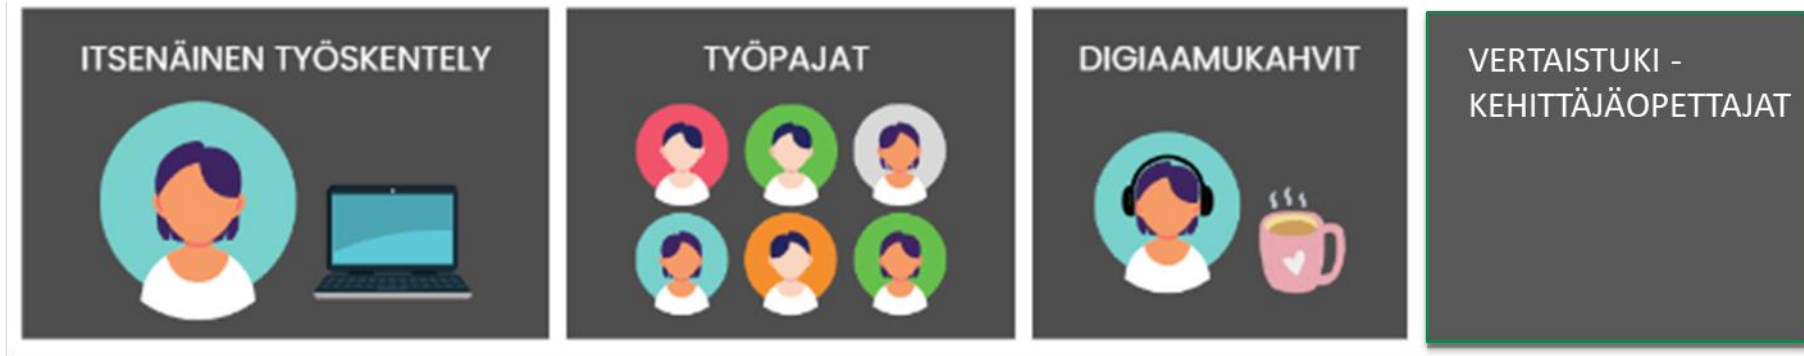 ITSENÄINEN TYÖSKENTELY
TYÖPAJAT
DIGIAAMUKAHVIT
VERTAISTUKI -
KEHITTÄJÄOPETTAJAT